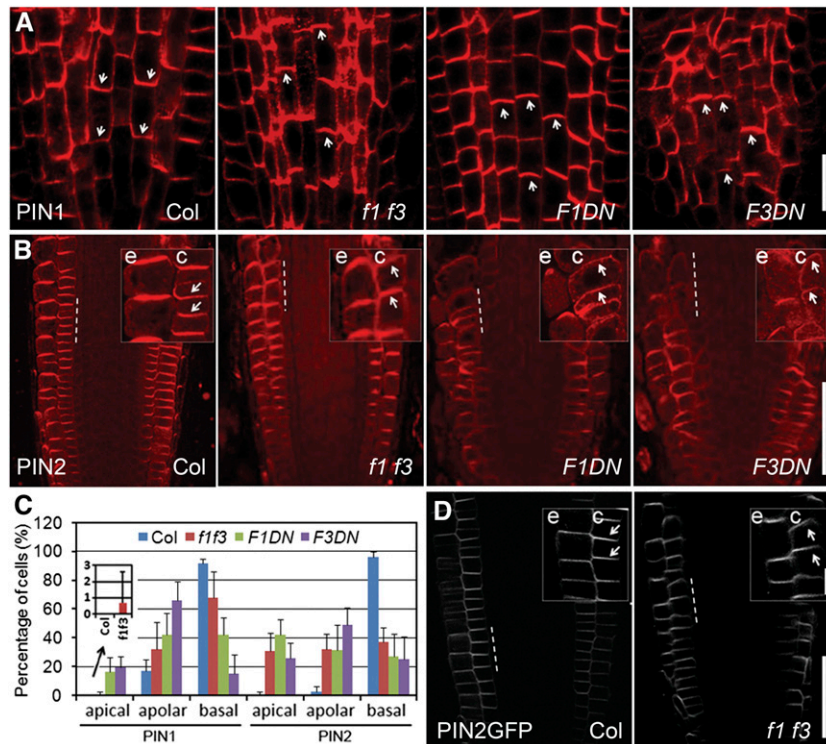 A
PIN1 Col f1 f3 F1DN F3DN
B
e c e c e c e c
PIN2 Col f1 f3 F1DN F3DN
C
Percentage of cells (%)
120
100
80
60
40
20
0
Col f1f3 F1DN F3DN
3
2
1
0
Col f1f3
apical apolar basal apical apolar basal
PIN1 PIN2
D
e c e c
PIN2GFP Col f1 f3